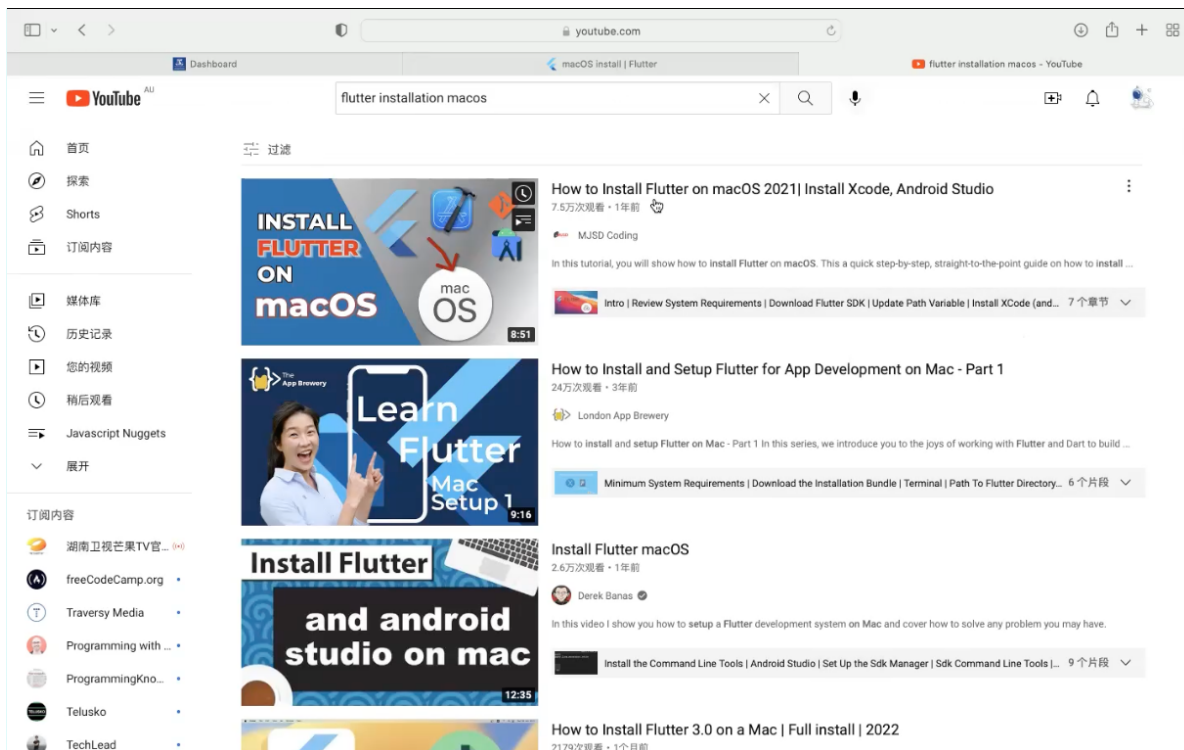 youtube.com
Dashboard
macOS install | Flutter
flutter installation macos - YouTube
YouTube AU
flutter installation macos
首页
探索
Shorts
订阅内容
媒体库
历史记录
您的视频
稍后观看
Javascript Nuggets
展开
订阅内容
湖南卫视芒果TV官...
freeCodeCamp.org
Traversy Media
Programming with ...
ProgrammingKno...
Telusko
TechLead
过滤
INSTALL
FLUTTER
ON
macOS
mac
OS
8:51
How to Install Flutter on macOS 2021| Install Xcode, Android Studio
7.5万次观看・1年前
MJSD Coding
In this tutorial, you will show how to install Flutter on macOS. This a quick step-by-step, straight-to-the-point guide on how to install ...
Intro | Review System Requirements | Download Flutter SDK | Update Path Variable | Install XCode (and... 7 个章节
The
App Brewery
Learn
Flutter
Mac
Setup 1
9:16
How to Install and Setup Flutter for App Development on Mac - Part 1
24万次观看・3年前
London App Brewery
How to install and setup Flutter on Mac - Part 1 In this series, we introduce you to the joys of working with Flutter and Dart to build ...
Minimum System Requirements | Download the Installation Bundle | Terminal | Path To Flutter Directory... 6 个片段
Install Flutter
and android
studio on mac
12:35
Install Flutter macOS
2.6万次观看・1年前
Derek Banas
In this video I show you how to setup a Flutter development system on Mac and cover how to solve any problem you may have.
Install the Command Line Tools | Android Studio | Set Up the Sdk Manager | Sdk Command Line Tools |... 9 个片段
How to Install Flutter 3.0 on a Mac | Full install | 2022
2179次观看・1个月前